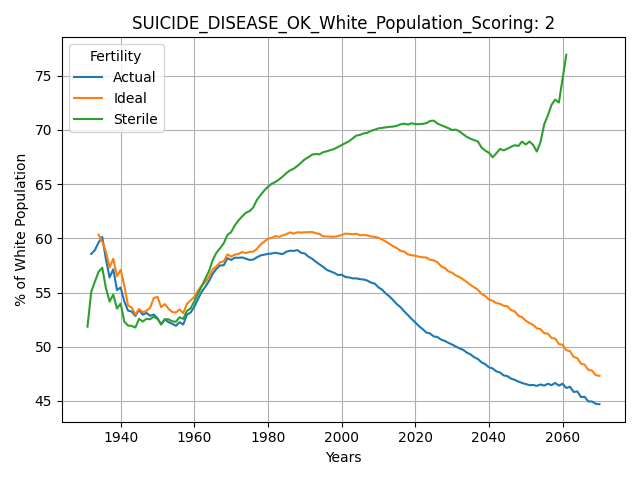 SUICIDE_DISEASE_OK_White_Population_Scoring: 2
Fertility
Actual
Ideal
Sterile
% of White Population
75
70
65
60
55
50
45
1940 1960 1980 2000 2020 2040 2060
Years